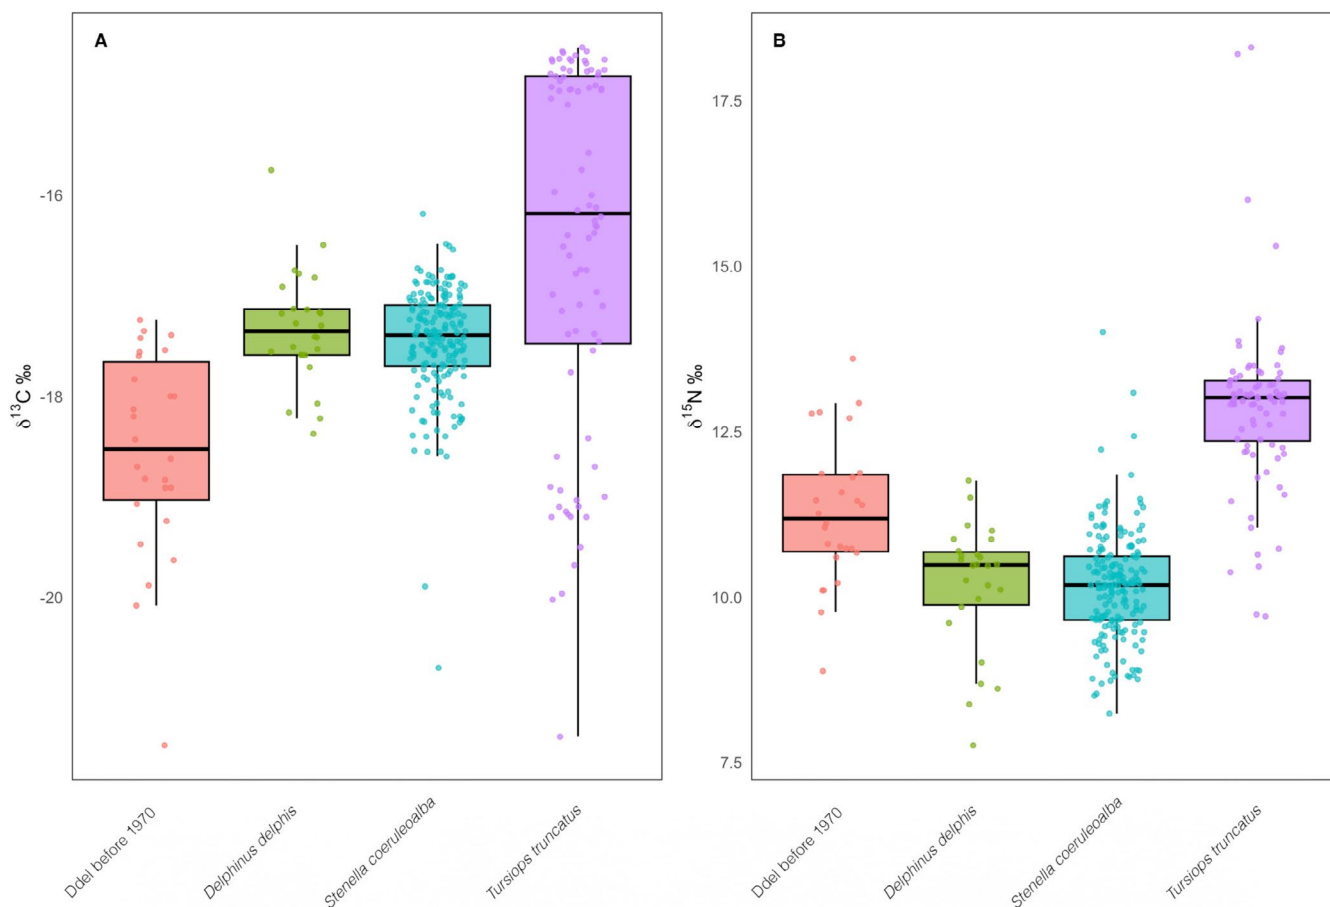 A
δ13C ‰
-16
-18
-20
Ddel before 1970
Delphinus delphis
Stenella coeruleoalba
Tursiops truncatus
B
δ15N ‰
17.5
15.0
12.5
10.0
7.5
Ddel before 1970
Delphinus delphis
Stenella coeruleoalba
Tursiops truncatus